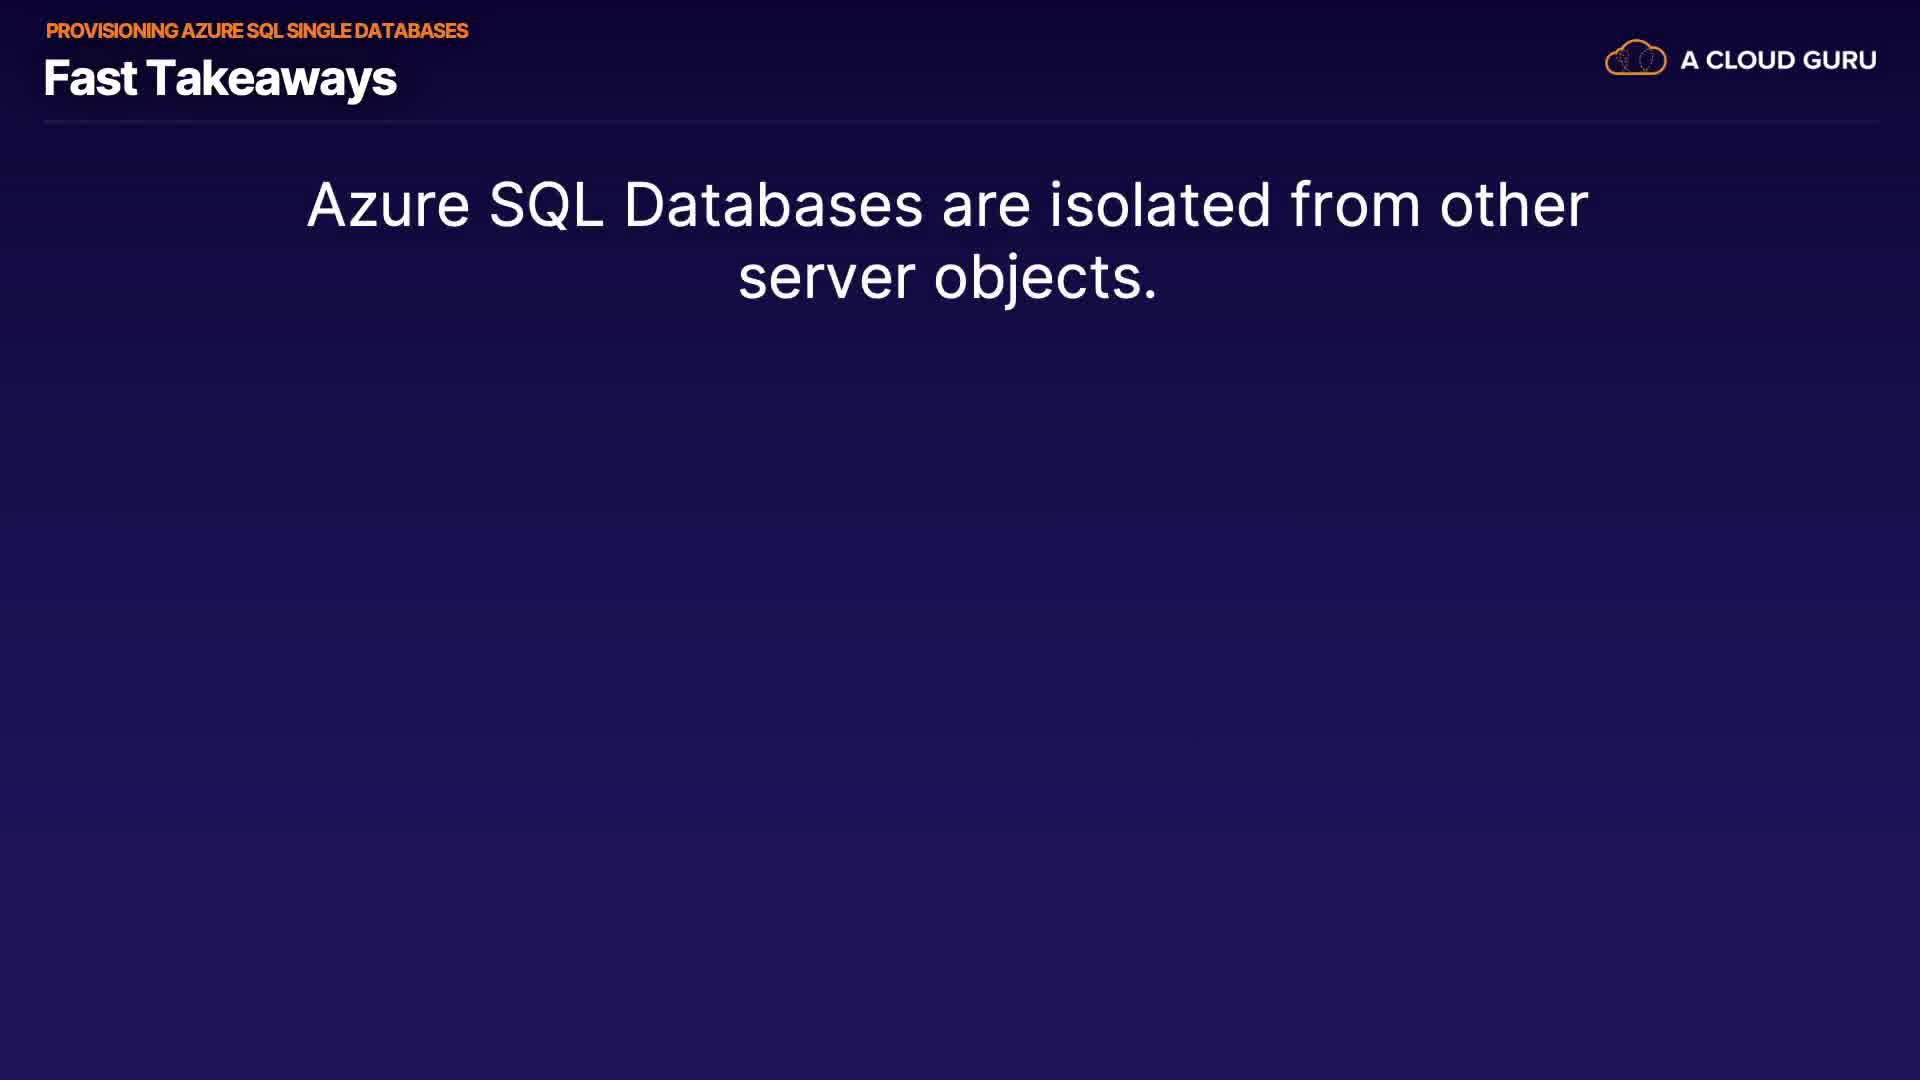 PROVISIONING AZURE SQL SINGLE DATABASES
Fast Takeaways
A CLOUD GURU
Azure SQL Databases are isolated from other
server objects.